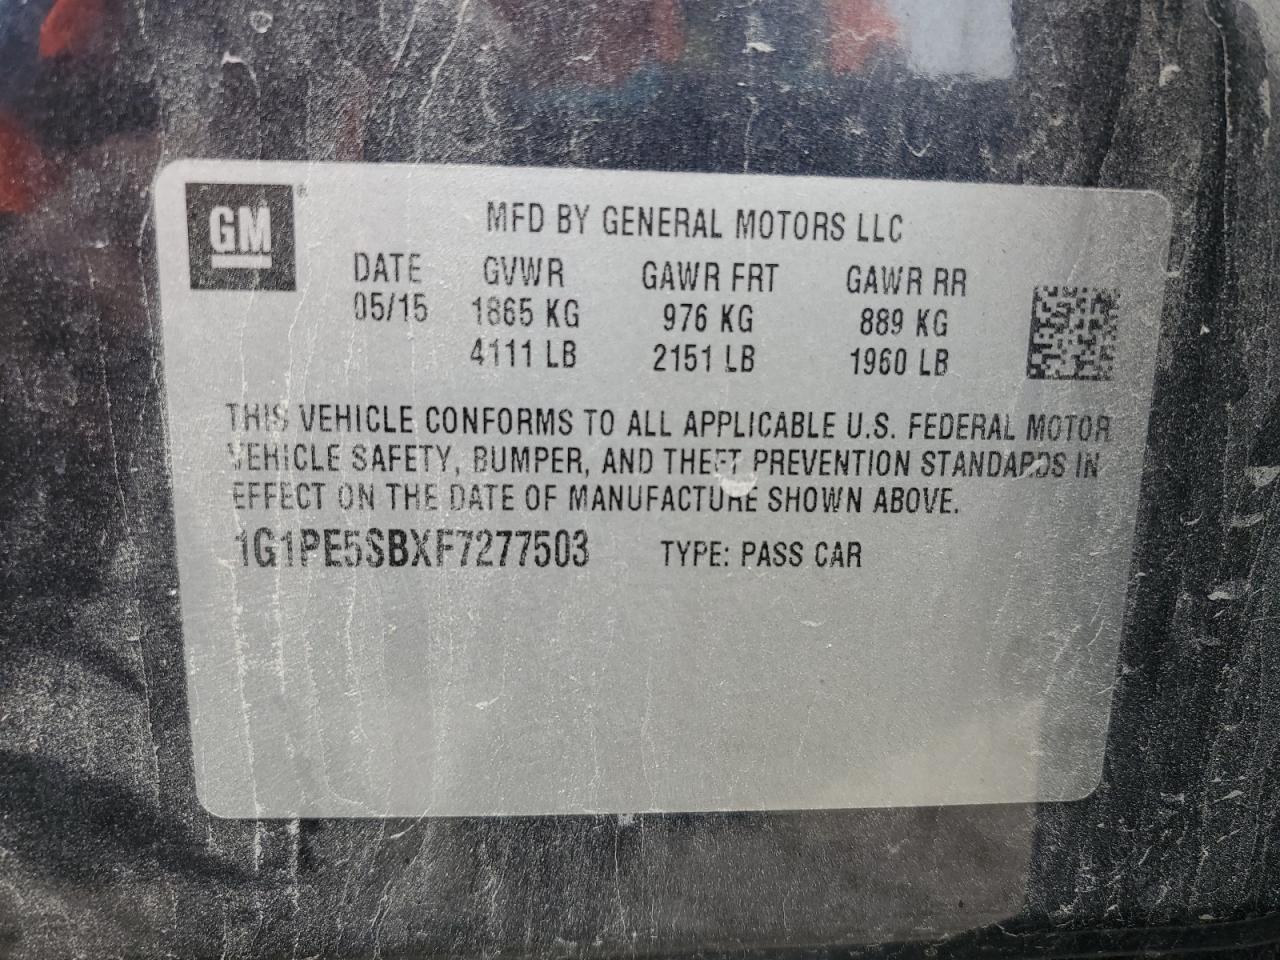 GM®
MFD BY GENERAL MOTORS LLC
DATE GVWR GAWR FRT GAWR RR
05/15 1865 KG 976 KG 889 KG
4111 LB 2151 LB 1960 LB
THIS VEHICLE CONFORMS TO ALL APPLICABLE U.S. FEDERAL MOTOR
VEHICLE SAFETY, BUMPER, AND THEFT PREVENTION STANDARDS IN
EFFECT ON THE DATE OF MANUFACTURE SHOWN ABOVE.
1G1PE5SBXF7277503 TYPE: PASS CAR